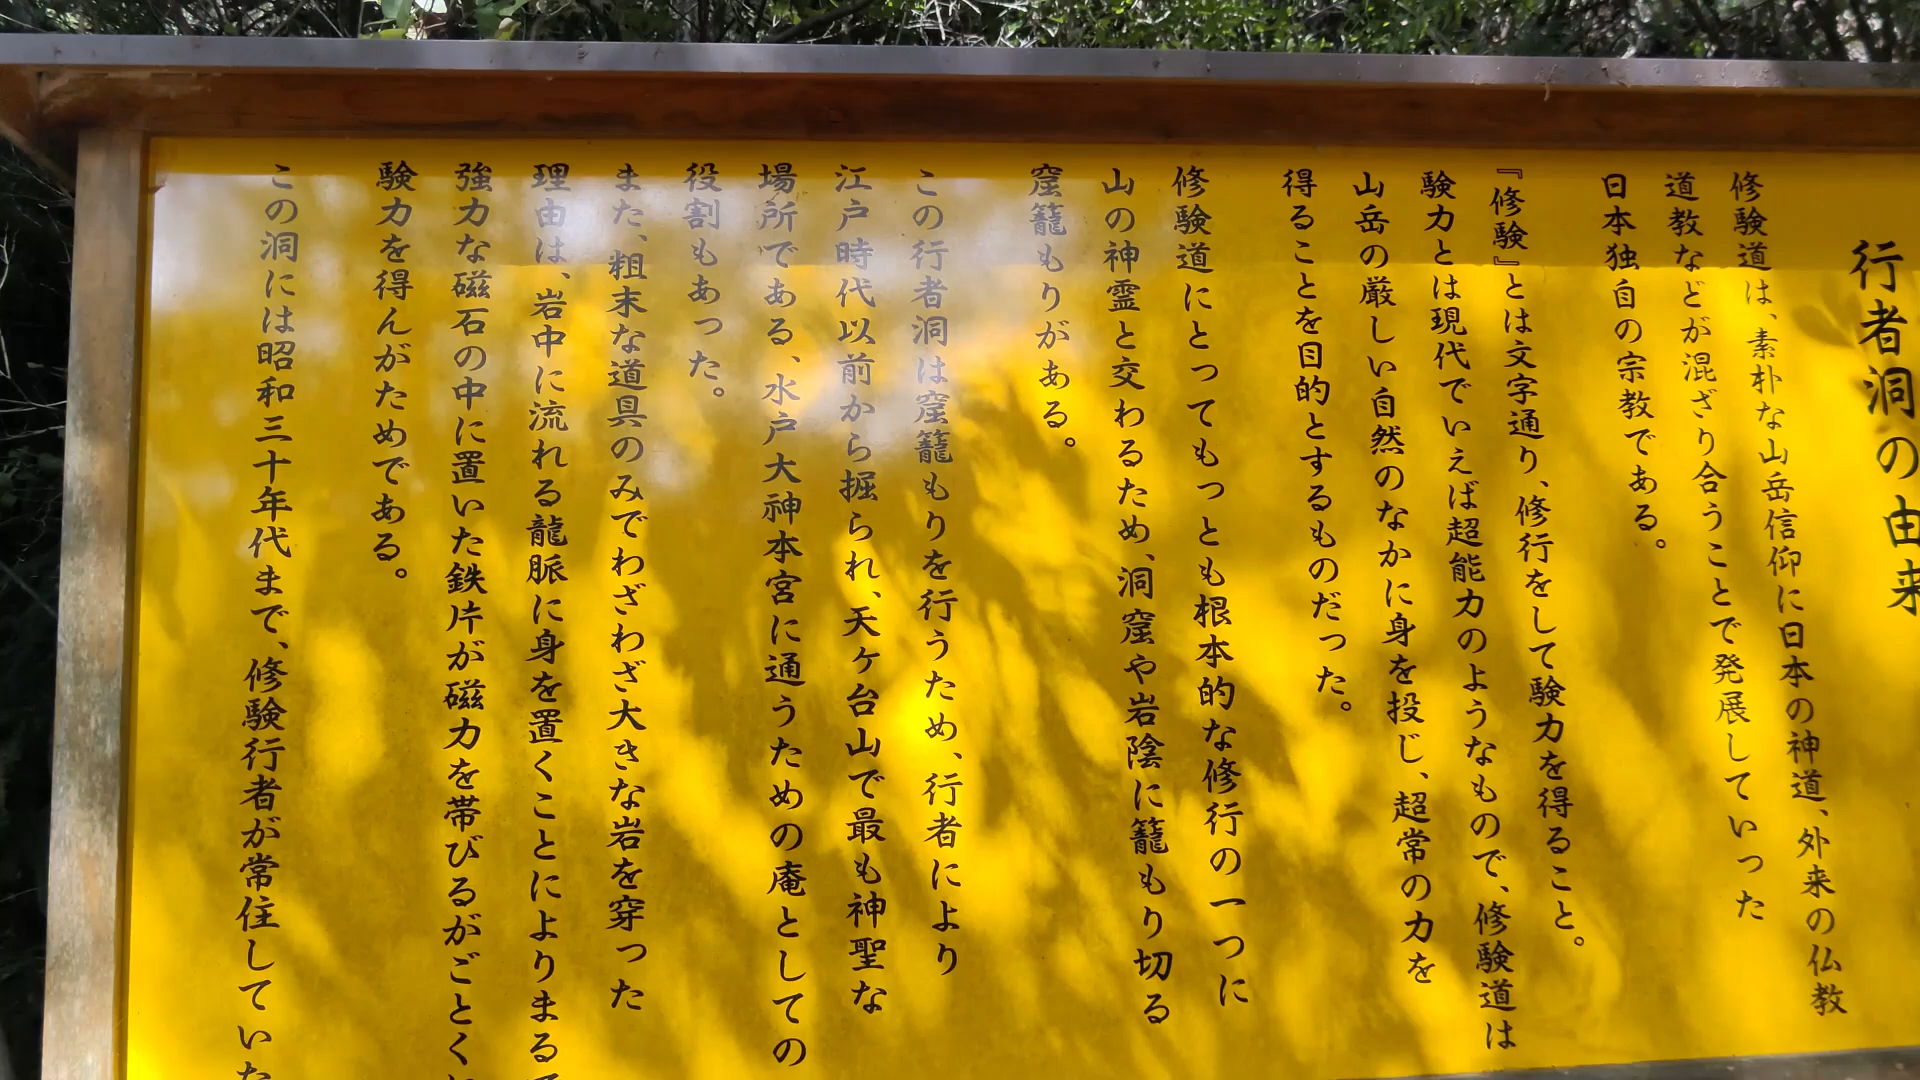 行者洞の由来
修験道は、素朴な山岳信仰に日本の神道、外来の仏教
道教などが混ざり合うことで発展していった
日本独自の宗教である。
『修験』とは文字通り、修行をして験力を得ること。
験力とは現代でいえば超能力のようなもので、修験道は
山岳の厳しい自然のなかに身を投じ、超常の力を
得ることを目的とするものだった。
修験道にとってもっとも根本的な修行の一つに
山の神霊と交わるため、洞窟や岩陰に籠もり切る
窟籠もりがある。
この行者洞は窟籠もりを行うため、行者により
江戸時代以前から掘られ、天ヶ台山で最も神聖な
場所である、水戸大神本宮に通うための庵としての
役割もあった。
また、粗末な道具のみでわざわざ大きな岩を穿った
理由は、岩中に流れる龍脈に身を置くことによりまる
強力な磁石の中に置いた鉄片が磁力を帯びるがごとく
験力を得んがためである。
この洞には昭和三十年代まで、修験行者が常住していた